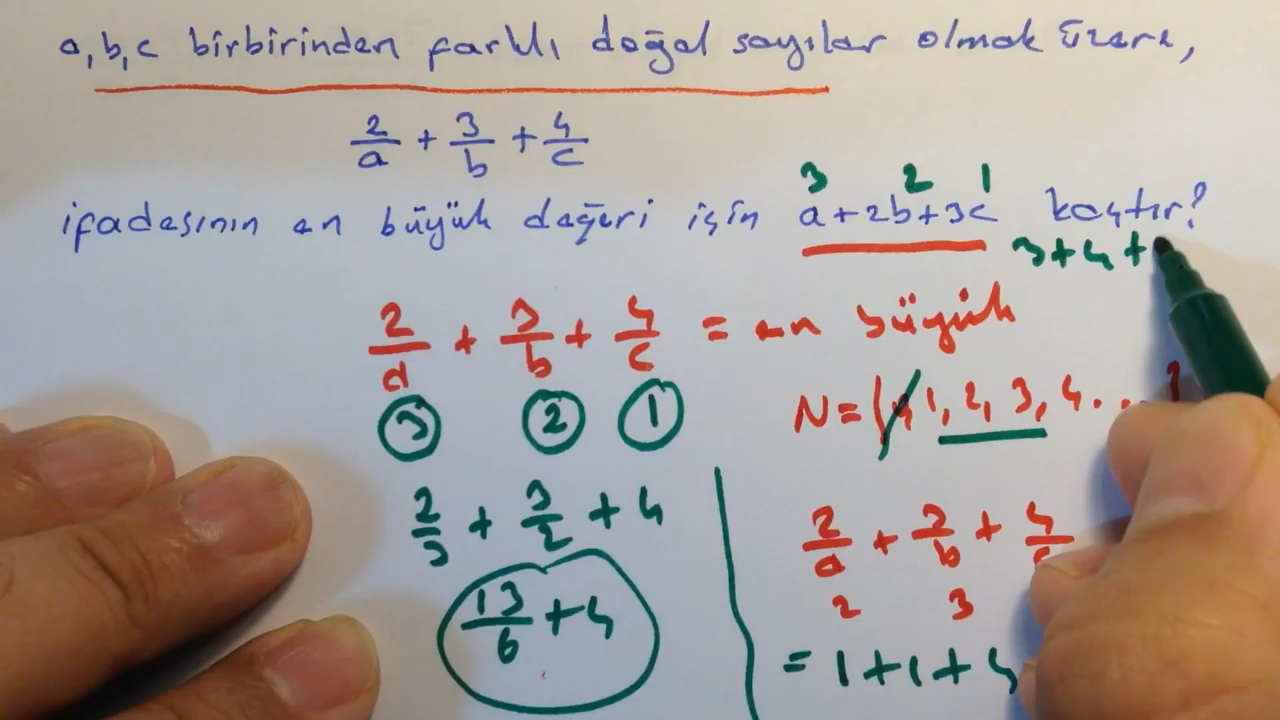 a,b,c birbirinden farklı doğal sayılar olmak üzere,
2/a + 3/b + 4/c
3 2 1
ifadesinin en büyük değeri için a+2b+3c kaçtır?
3+4+
2/a + 3/b + 4/c = en büyük
3 2 1
N={ 1, 2, 3, 4...
2/3 + 3/2 + 4
13/6 + 4
2/a + 3/b + 4/c
2 3
= 1+1+4